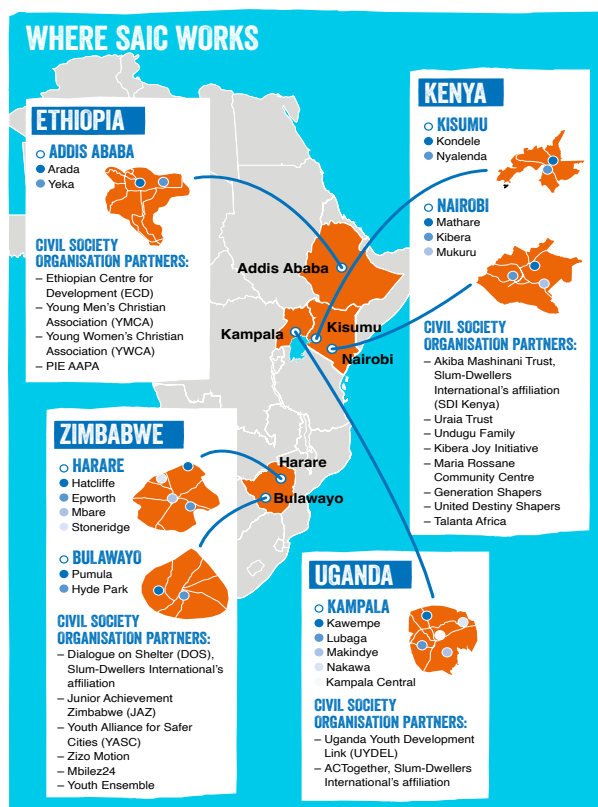 WHERE SAIC WORKS
ETHIOPIA
ADDIS ABABA
Arada
Yeka
CIVIL SOCIETY
ORGANISATION PARTNERS:
– Ethiopian Centre for
Development (ECD)
– Young Men's Christian
Association (YMCA)
– Young Women's Christian
Association (YWCA)
– PIE AAPA
KENYA
KISUMU
Kondele
Nyalenda
NAIROBI
Mathare
Kibera
Mukuru
CIVIL SOCIETY
ORGANISATION PARTNERS:
– Akiba Mashinani Trust,
Slum-Dwellers
International's affiliation
(SDI Kenya)
– Uraia Trust
– Undugu Family
– Kibera Joy Initiative
– Maria Rossane
Community Centre
– Generation Shapers
– United Destiny Shapers
– Talanta Africa
Addis Ababa
Kampala
Kisumu
Nairobi
Harare
Bulawayo
ZIMBABWE
HARARE
Hatcliffe
Epworth
Mbare
Stoneridge
BULAWAYO
Pumula
Hyde Park
CIVIL SOCIETY
ORGANISATION PARTNERS:
– Dialogue on Shelter (DOS),
Slum-Dwellers International's
affiliation
– Junior Achievement
Zimbabwe (JAZ)
– Youth Alliance for Safer
Cities (YASC)
– Zizo Motion
– Mbilez24
– Youth Ensemble
UGANDA
KAMPALA
Kawempe
Lubaga
Makindye
Nakawa
Kampala Central
CIVIL SOCIETY
ORGANISATION PARTNERS:
– Uganda Youth Development
Link (UYDEL)
– ACTogether, Slum-Dwellers
International's affiliation